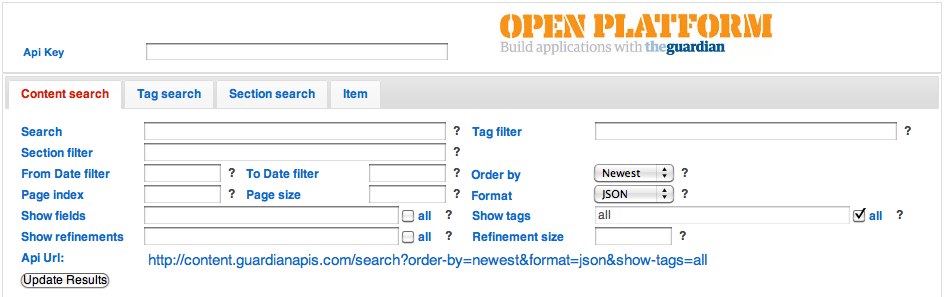 OPEN PLATFORM
Build applications with theguardian
Api Key
Content search Tag search Section search Item
Search ? Tag filter ?
Section filter ?
From Date filter ? To Date filter ? Order by Newest ?
Page index ? Page size ? Format JSON ?
Show fields all ? Show tags all all ?
Show refinements all ? Refinement size ?
Api Url: http://content.guardianapis.com/search?order-by=newest&format=json&show-tags=all
Update Results